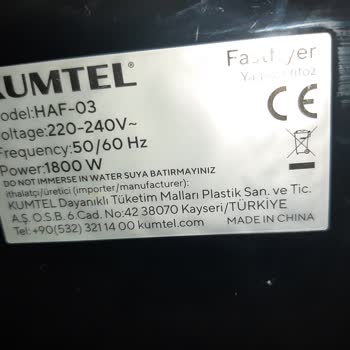 KUMTEL®
Fastfryer
Model:HAF-03
Voltage:220-240V~
Frequency:50/60 Hz
Power:1800 W
DO NOT IMMERSE IN WATER SUYA BATIRMAYINIZ
ithalatçı/üretici (importer/manufacturer):
KUMTEL Dayanıklı Tüketim Malları Plastik San. ve Tic.
A.Ş.O.S.B. 6.Cad. No:42 38070 Kayseri/TÜRKİYE
Tel:+90(532) 321 14 00 kumtel.com
MADE IN CHINA
CE